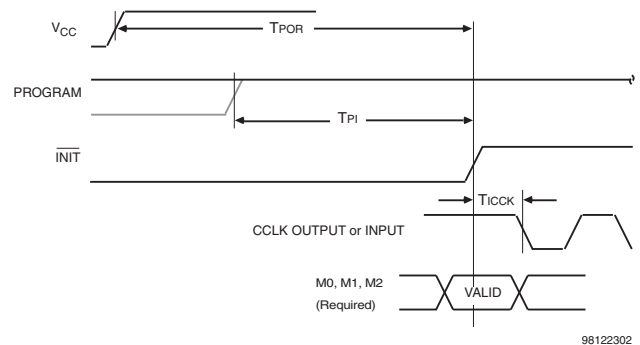 VCC
TPOR
PROGRAM
TPI
INIT
TICCK
CCLK OUTPUT or INPUT
M0, M1, M2
(Required)
VALID
98122302